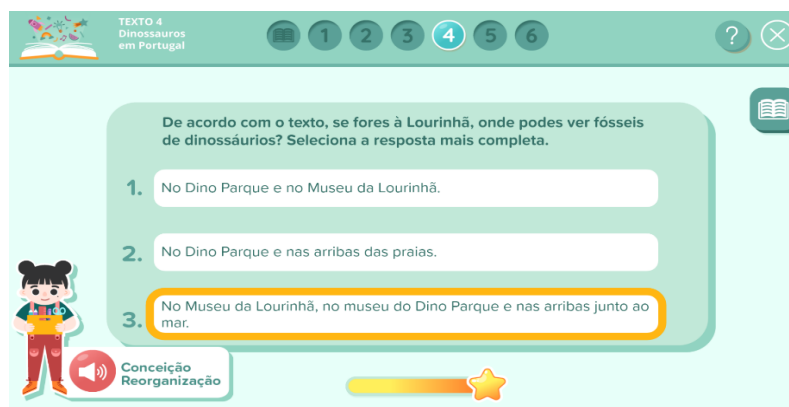 TEXTO 4
Dinossauros
em Portugal
1 2 3 4 5 6
?
De acordo com o texto, se fores à Lourinhã, onde podes ver fósseis
de dinossáurios? Seleciona a resposta mais completa.
1. No Dino Parque e no Museu da Lourinhã.
2. No Dino Parque e nas arribas das praias.
No Museu da Lourinhã, no museu do Dino Parque e nas arribas junto ao
3. mar.
Conceição
Reorganização